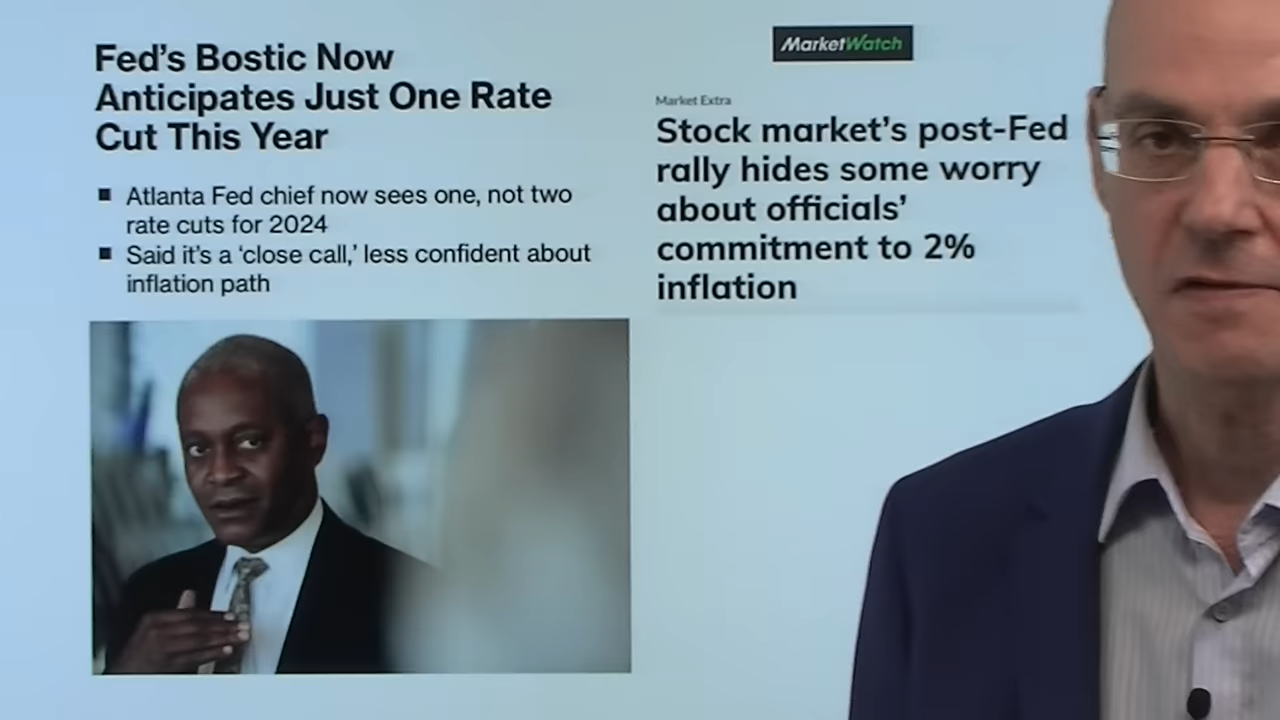 Fed's Bostic Now
Anticipates Just One Rate
Cut This Year
■ Atlanta Fed chief now sees one, not two
rate cuts for 2024
■ Said it's a 'close call,' less confident about
inflation path
MarketWatch
Market Extra
Stock market's post-Fed
rally hides some worry
about officials'
commitment to 2%
inflation